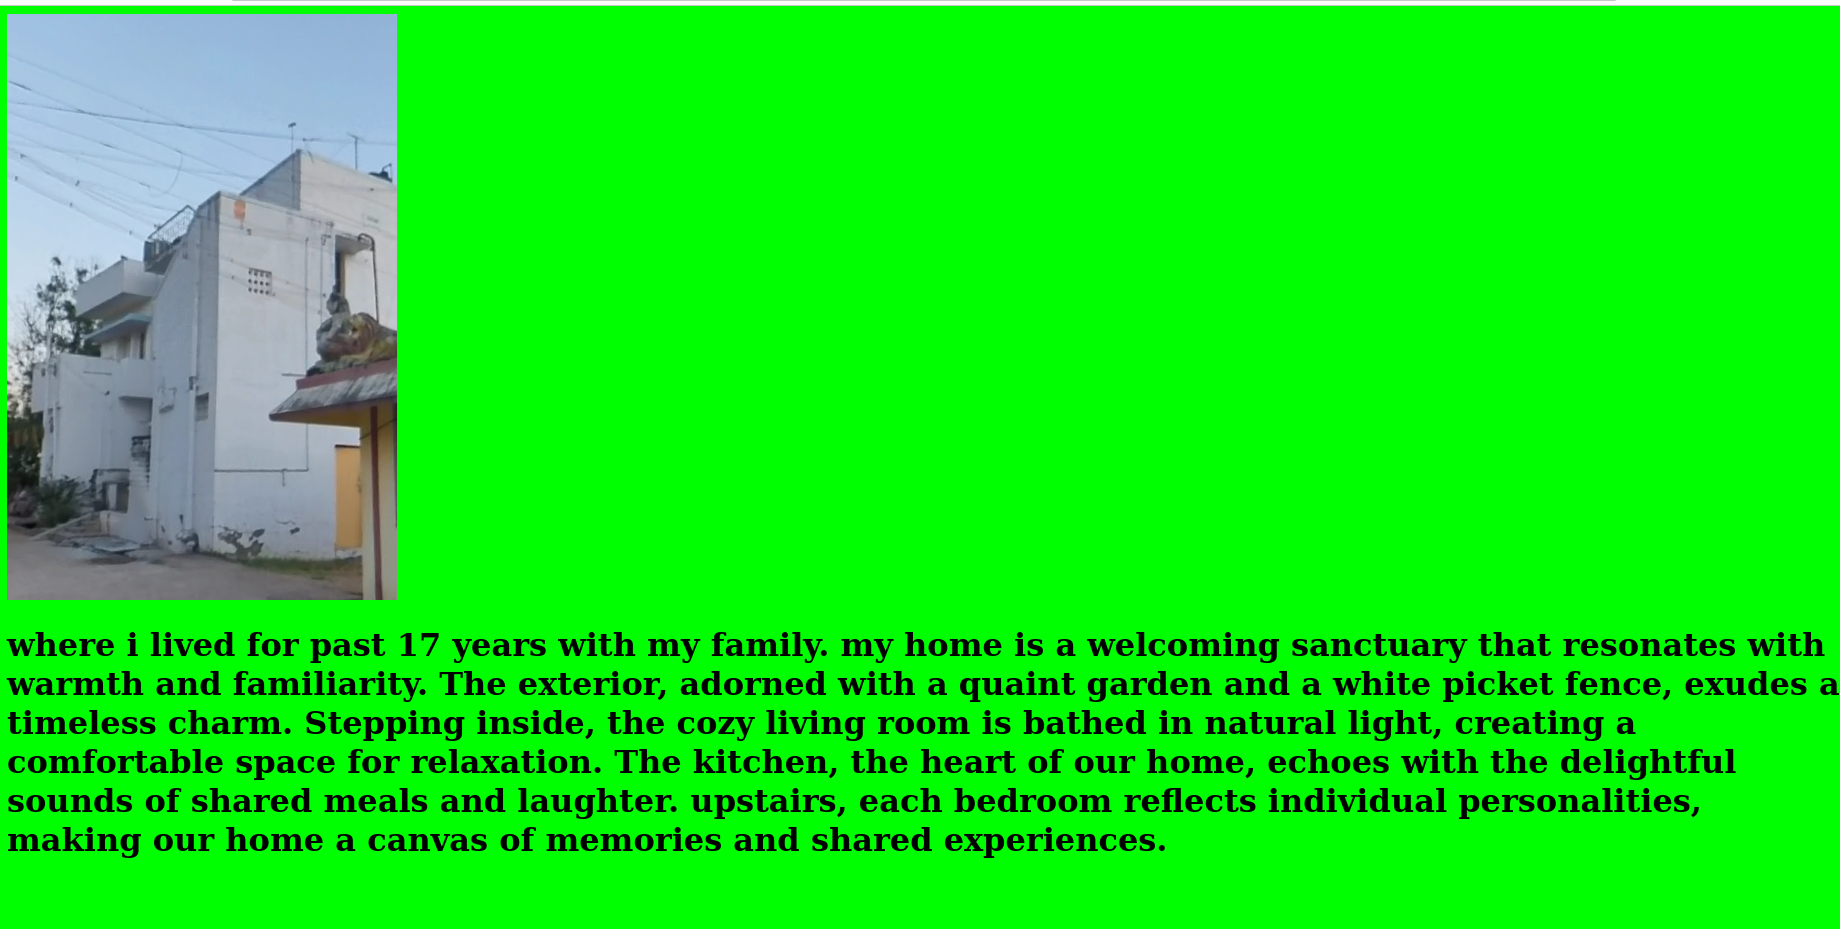 where i lived for past 17 years with my family. my home is a welcoming sanctuary that resonates with
warmth and familiarity. The exterior, adorned with a quaint garden and a white picket fence, exudes a
timeless charm. Stepping inside, the cozy living room is bathed in natural light, creating a
comfortable space for relaxation. The kitchen, the heart of our home, echoes with the delightful
sounds of shared meals and laughter. upstairs, each bedroom reflects individual personalities,
making our home a canvas of memories and shared experiences.